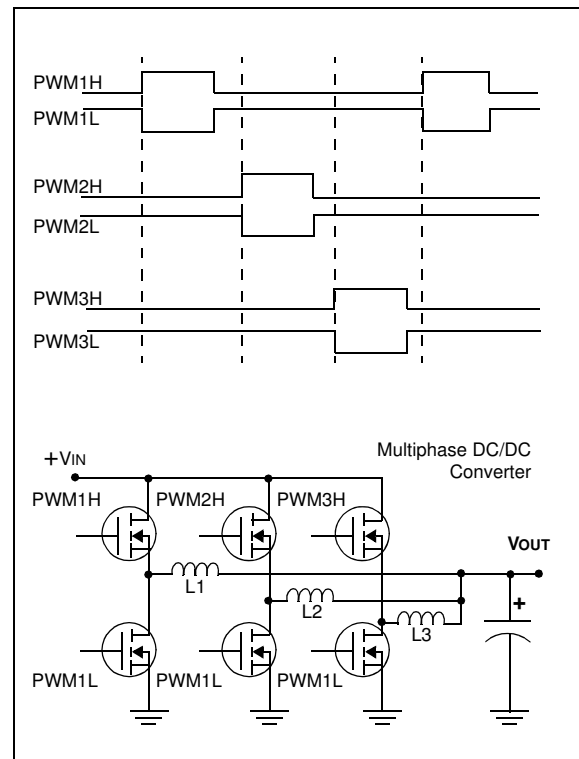 PWM1H
PWM1L
PWM2H
PWM2L
PWM3H
PWM3L
Multiphase DC/DC
Converter
+VIN
PWM1H PWM2H PWM3H
VOUT
L1
L2
+
L3
PWM1L PWM1L PWM1L